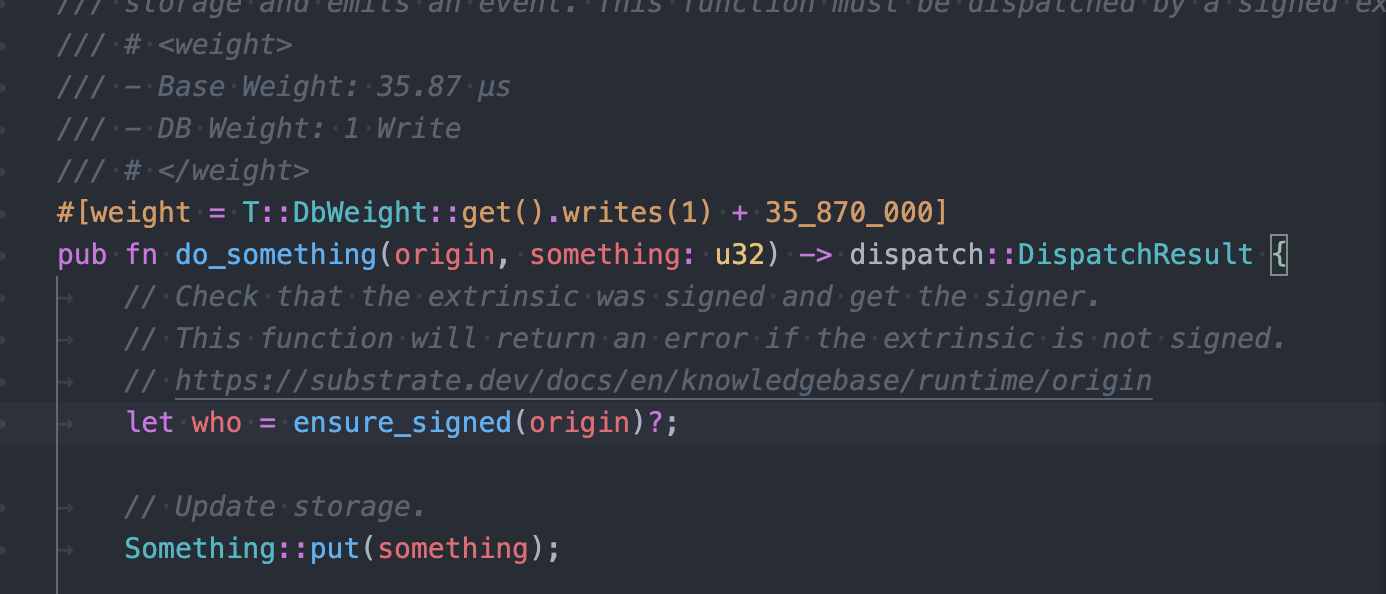 /// storage and emits an event. This function must be dispatched by a signed ex
/// # <weight>
/// - Base Weight: 35.87 µs
/// - DB Weight: 1 Write
/// # </weight>
#[weight = T::DbWeight::get().writes(1) + 35_870_000]
pub fn do_something(origin, something: u32) -> dispatch::DispatchResult {
// Check that the extrinsic was signed and get the signer.
// This function will return an error if the extrinsic is not signed.
// https://substrate.dev/docs/en/knowledgebase/runtime/origin
let who = ensure_signed(origin)?;
// Update storage.
Something::put(something);